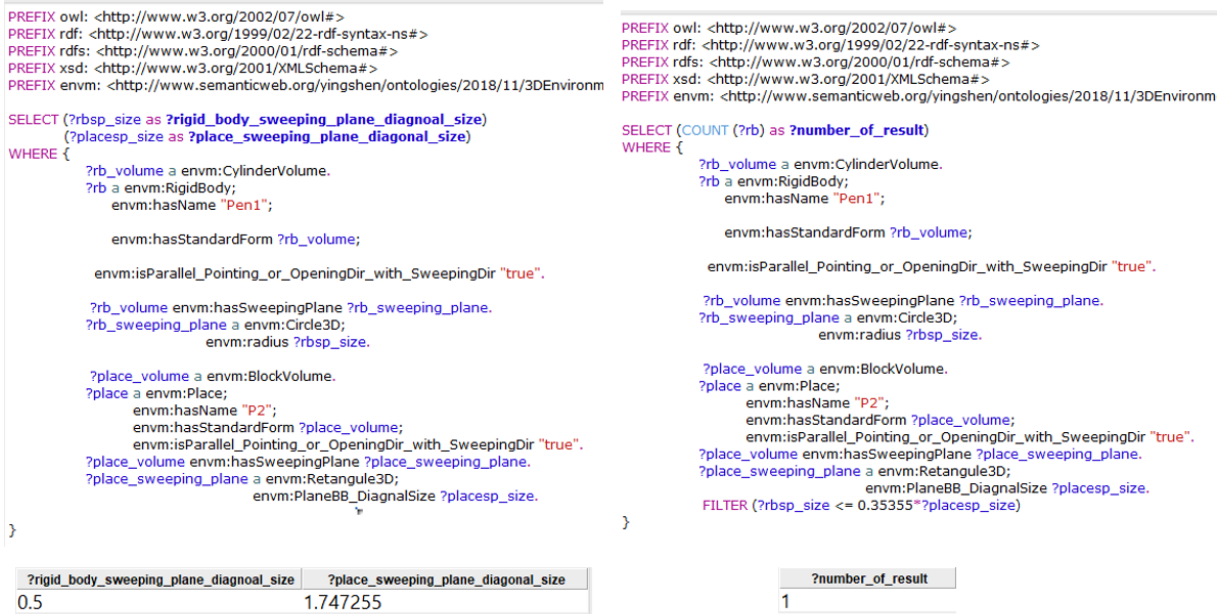 PREFIX owl: <http://www.w3.org/2002/07/owl#>
PREFIX rdf: <http://www.w3.org/1999/02/22-rdf-syntax-ns#>
PREFIX rdfs: <http://www.w3.org/2000/01/rdf-schema#>
PREFIX xsd: <http://www.w3.org/2001/XMLSchema#>
PREFIX envm: <http://www.semanticweb.org/yingshen/ontologies/2018/11/3DEnvironm
SELECT (?rbsp_size as ?rigid_body_sweeping_plane_diagnoal_size)
(?placesp_size as ?place_sweeping_plane_diagonal_size)
WHERE {
?rb_volume a envm:CylinderVolume.
?rb a envm:RigidBody;
envm:hasName "Pen1";
envm:hasStandardForm ?rb_volume;
envm:isParallel_Pointing_or_OpeningDir_with_SweepingDir "true".
?rb_volume envm:hasSweepingPlane ?rb_sweeping_plane.
?rb_sweeping_plane a envm:Circle3D;
envm:radius ?rbsp_size.
?place_volume a envm:BlockVolume.
?place a envm:Place;
envm:hasName "P2";
envm:hasStandardForm ?place_volume;
envm:isParallel_Pointing_or_OpeningDir_with_SweepingDir "true".
?place_volume envm:hasSweepingPlane ?place_sweeping_plane.
?place_sweeping_plane a envm:Retangule3D;
envm:PlaneBB_DiagnalSize ?placesp_size.
}
?rigid_body_sweeping_plane_diagnoal_size ?place_sweeping_plane_diagonal_size
0.5 1.747255
PREFIX owl: <http://www.w3.org/2002/07/owl#>
PREFIX rdf: <http://www.w3.org/1999/02/22-rdf-syntax-ns#>
PREFIX rdfs: <http://www.w3.org/2000/01/rdf-schema#>
PREFIX xsd: <http://www.w3.org/2001/XMLSchema#>
PREFIX envm: <http://www.semanticweb.org/yingshen/ontologies/2018/11/3DEnvironm
SELECT (COUNT (?rb) as ?number_of_result)
WHERE {
?rb_volume a envm:CylinderVolume.
?rb a envm:RigidBody;
envm:hasName "Pen1";
envm:hasStandardForm ?rb_volume;
envm:isParallel_Pointing_or_OpeningDir_with_SweepingDir "true".
?rb_volume envm:hasSweepingPlane ?rb_sweeping_plane.
?rb_sweeping_plane a envm:Circle3D;
envm:radius ?rbsp_size.
?place_volume a envm:BlockVolume.
?place a envm:Place;
envm:hasName "P2";
envm:hasStandardForm ?place_volume;
envm:isParallel_Pointing_or_OpeningDir_with_SweepingDir "true".
?place_volume envm:hasSweepingPlane ?place_sweeping_plane.
?place_sweeping_plane a envm:Retangule3D;
envm:PlaneBB_DiagnalSize ?placesp_size.
FILTER (?rbsp_size <= 0.35355*?placesp_size)
}
?number_of_result
1